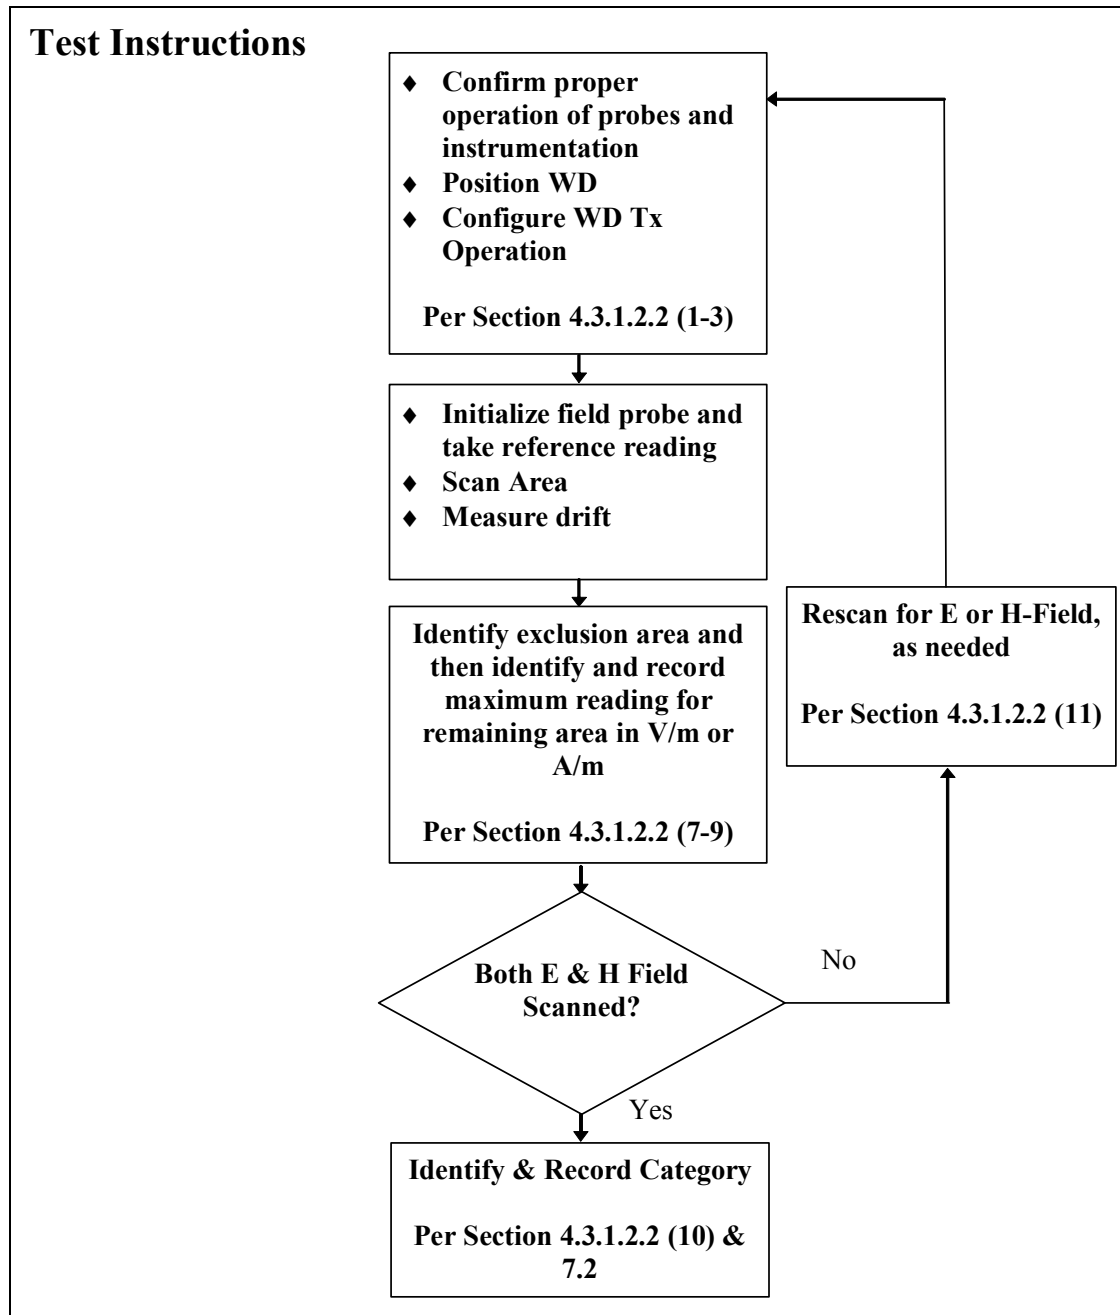 Test Instructions
♦ Confirm proper
operation of probes and
instrumentation
♦ Position WD
♦ Configure WD Tx
Operation
Per Section 4.3.1.2.2 (1-3)
♦ Initialize field probe and
take reference reading
♦ Scan Area
♦ Measure drift
Identify exclusion area and
then identify and record
maximum reading for
remaining area in V/m or
A/m
Per Section 4.3.1.2.2 (7-9)
Rescan for E or H-Field,
as needed
Per Section 4.3.1.2.2 (11)
Both E & H Field
Scanned?
No
Yes
Identify & Record Category
Per Section 4.3.1.2.2 (10) &
7.2